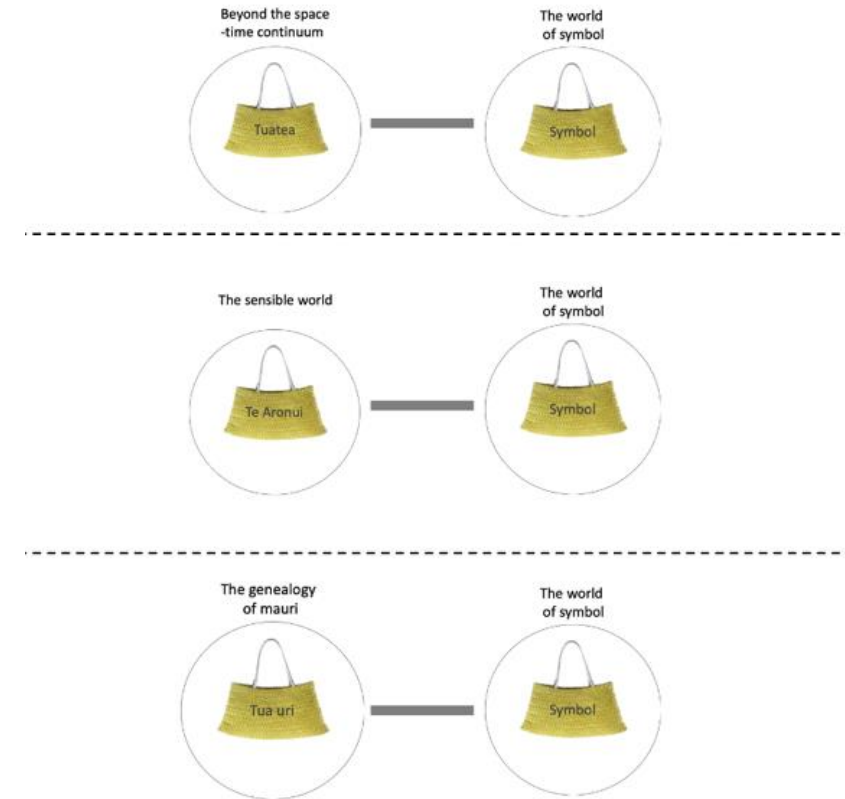 Beyond the space
-time continuum
The world
of symbol
Tuatea
Symbol
The sensible world
The world
of symbol
Te Aronui
Symbol
The genealogy
of mauri
The world
of symbol
Tua uri
Symbol